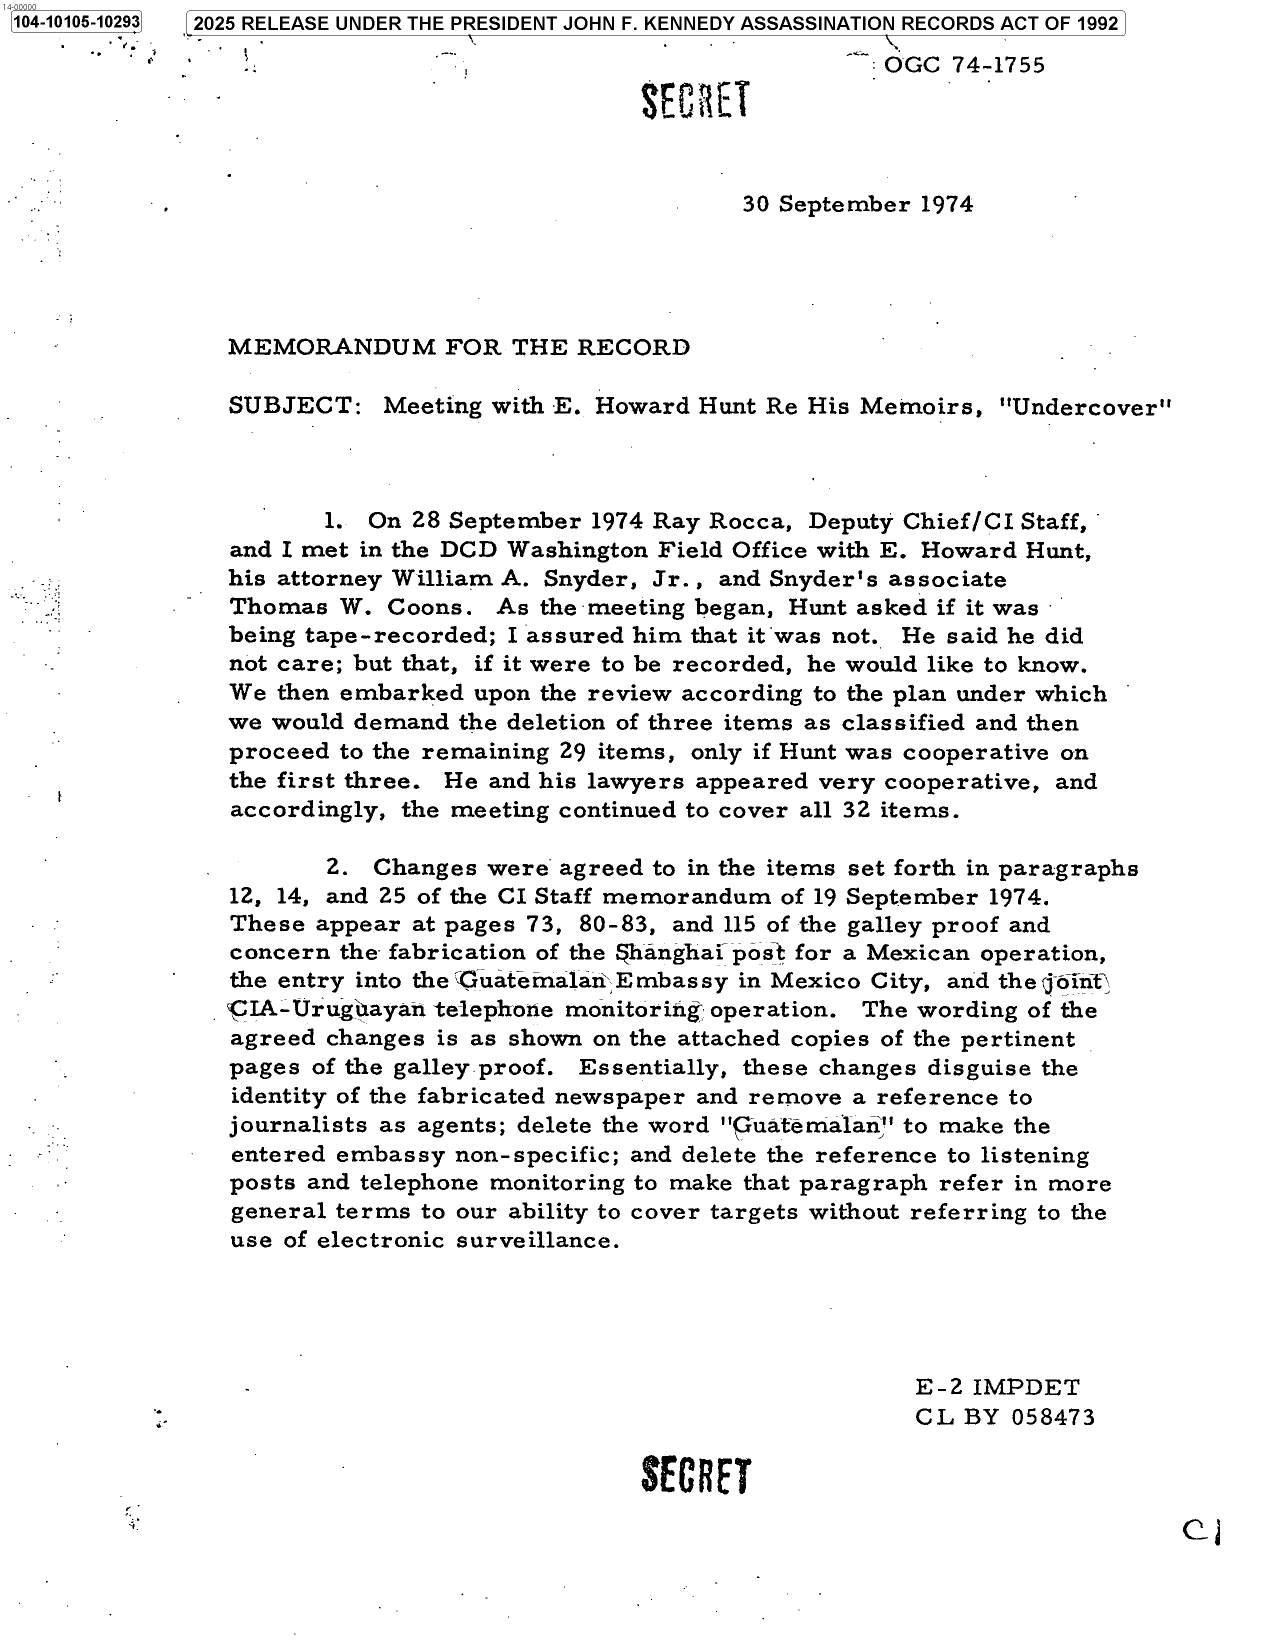 14-00000
104-10105-10293
2025 RELEASE UNDER THE PRESIDENT JOHN F. KENNEDY ASSASSINATION RECORDS ACT OF 1992
OGC 74-1755
SECRET
30 September 1974
MEMORANDUM FOR THE RECORD
SUBJECT: Meeting with E. Howard Hunt Re His Memoirs, "Undercover"
1. On 28 September 1974 Ray Rocca, Deputy Chief/CI Staff,
and I met in the DCD Washington Field Office with E. Howard Hunt,
his attorney William A. Snyder, Jr., and Snyder's associate
Thomas W. Coons. As the meeting began, Hunt asked if it was
being tape-recorded; I assured him that it was not. He said he did
not care; but that, if it were to be recorded, he would like to know.
We then embarked upon the review according to the plan under which
we would demand the deletion of three items as classified and then
proceed to the remaining 29 items, only if Hunt was cooperative on
the first three. He and his lawyers appeared very cooperative, and
accordingly, the meeting continued to cover all 32 items.
2. Changes were agreed to in the items set forth in paragraphs
12, 14, and 25 of the CI Staff memorandum of 19 September 1974.
These appear at pages 73, 80-83, and 115 of the galley proof and
concern the fabrication of the Shanghai post for a Mexican operation,
the entry into the Guatemalan Embassy in Mexico City, and the joint
CIA-Uruguayan telephone monitoring operation. The wording of the
agreed changes is as shown on the attached copies of the pertinent
pages of the galley proof. Essentially, these changes disguise the
identity of the fabricated newspaper and remove a reference to
journalists as agents; delete the word "Guatemalan" to make the
entered embassy non-specific; and delete the reference to listening
posts and telephone monitoring to make that paragraph refer in more
general terms to our ability to cover targets without referring to the
use of electronic surveillance.
E-2 IMPDET
CL BY 058473
SECRET
C1